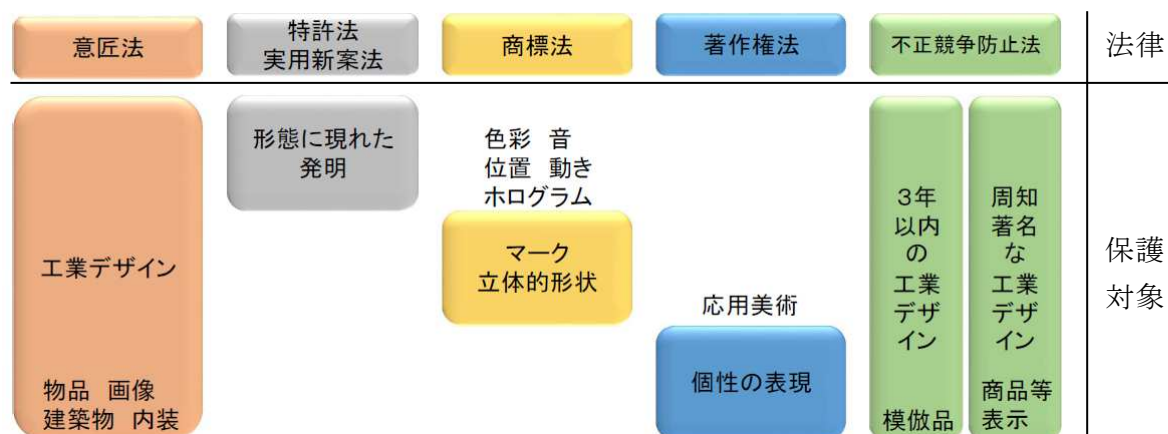 意匠法
特許法
実用新案法
商標法
著作権法
不正競争防止法
法律
工業デザイン
物品 画像
建築物 内装
形態に現れた
発明
色彩 音
位置 動き
ホログラム
マーク
立体的形状
応用美術
個性の表現
3年以内の工業デザイン
模倣品
周知著名な工業デザイン
商品等
表示
保護
対象